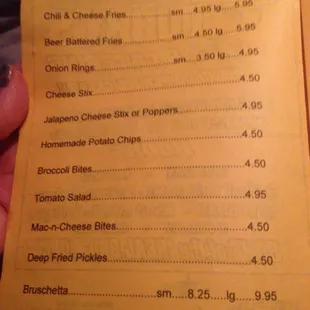 Chili & Cheese Fries..................sm....4.95 lg.....5.95
Beer Battered Fries...................sm....4.50 lg.....5.95
Onion Rings..........................sm...3.50 lg.....4.95
Cheese Stix................................................4.50
Jalapeno Cheese Stix or Poppers.....................4.95
Homemade Potato Chips..............................4.50
Broccoli Bites.............................................4.50
Tomato Salad..............................................4.95
Mac-n-Cheese Bites.....................................4.50
Deep Fried Pickles.......................................4.50
Bruschetta..........................sm.....8.25.....lg.....9.95